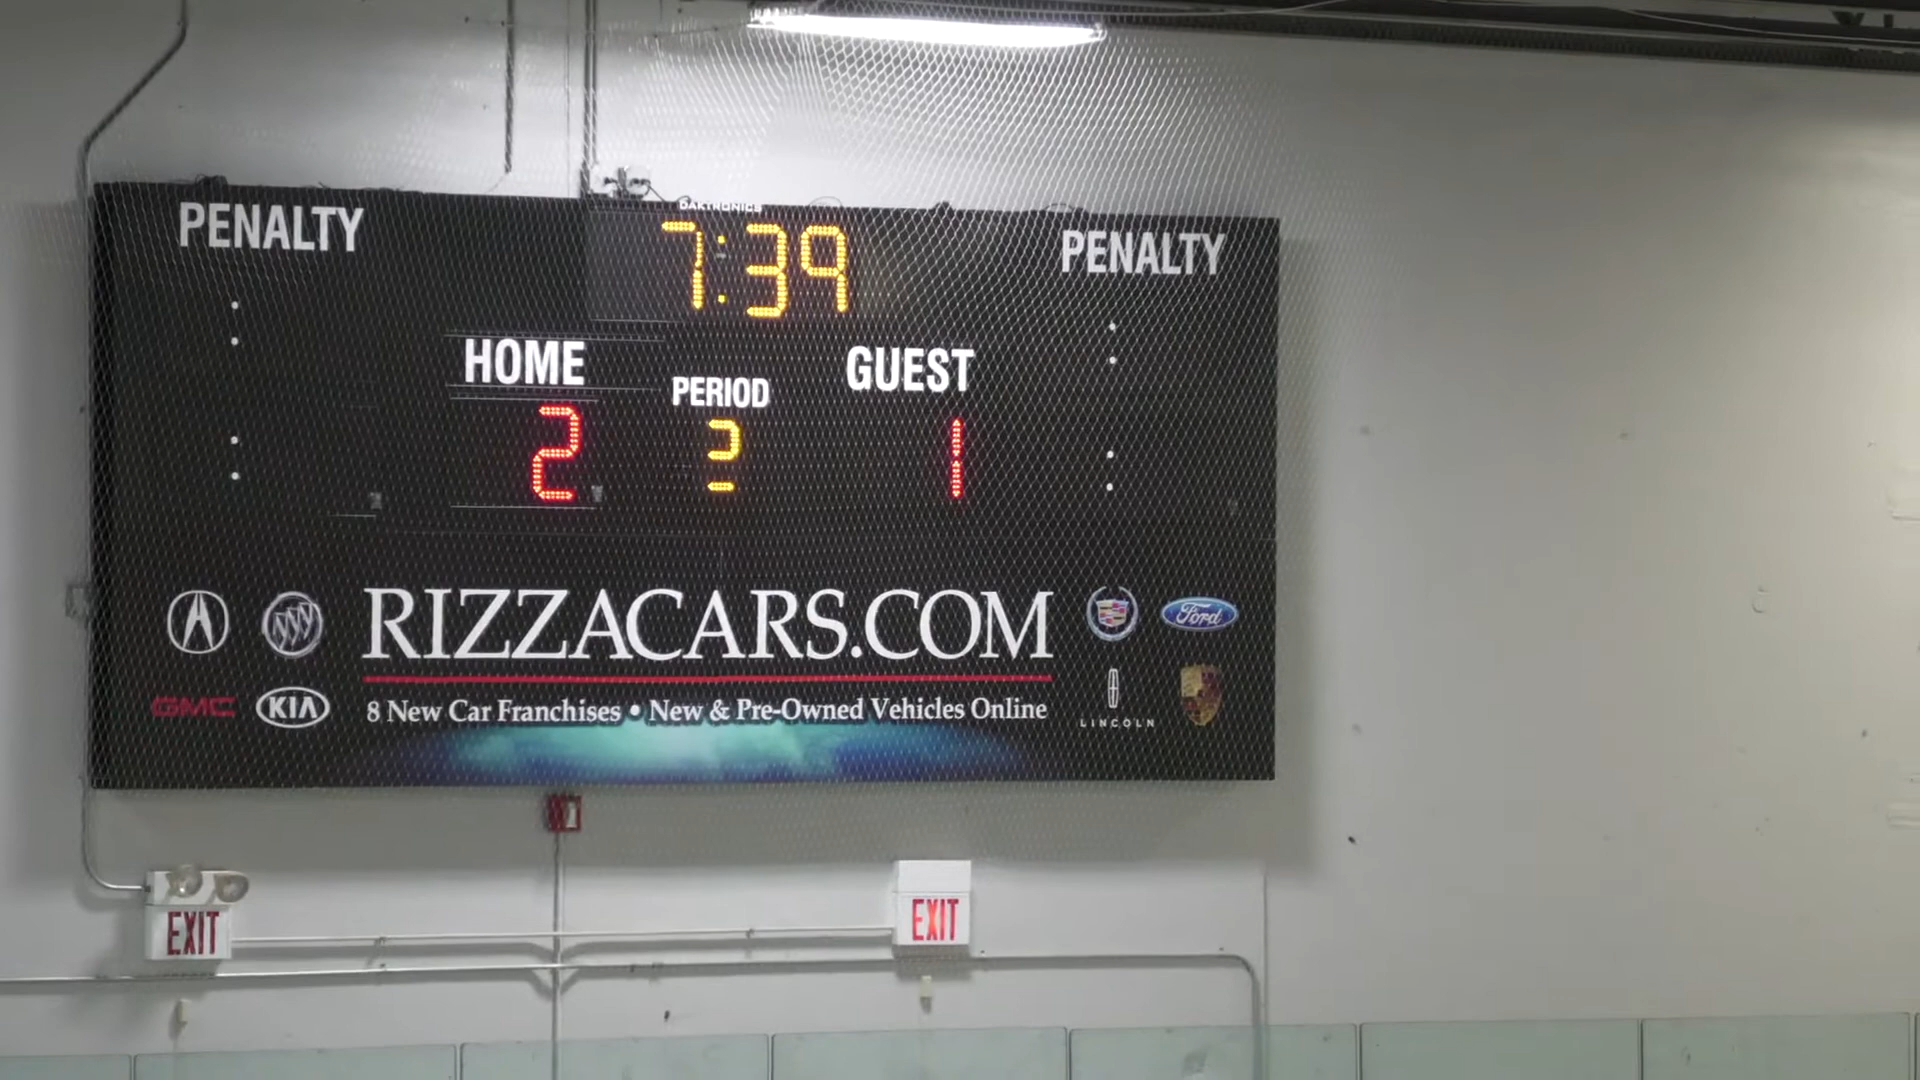 DAKTRONICS
PENALTY
7:39
PENALTY
HOME
PERIOD
GUEST
2
2
1
RIZZACARS.COM
8 New Car Franchises • New & Pre-Owned Vehicles Online
GMC
KIA
Ford
LINCOLN
EXIT
EXIT